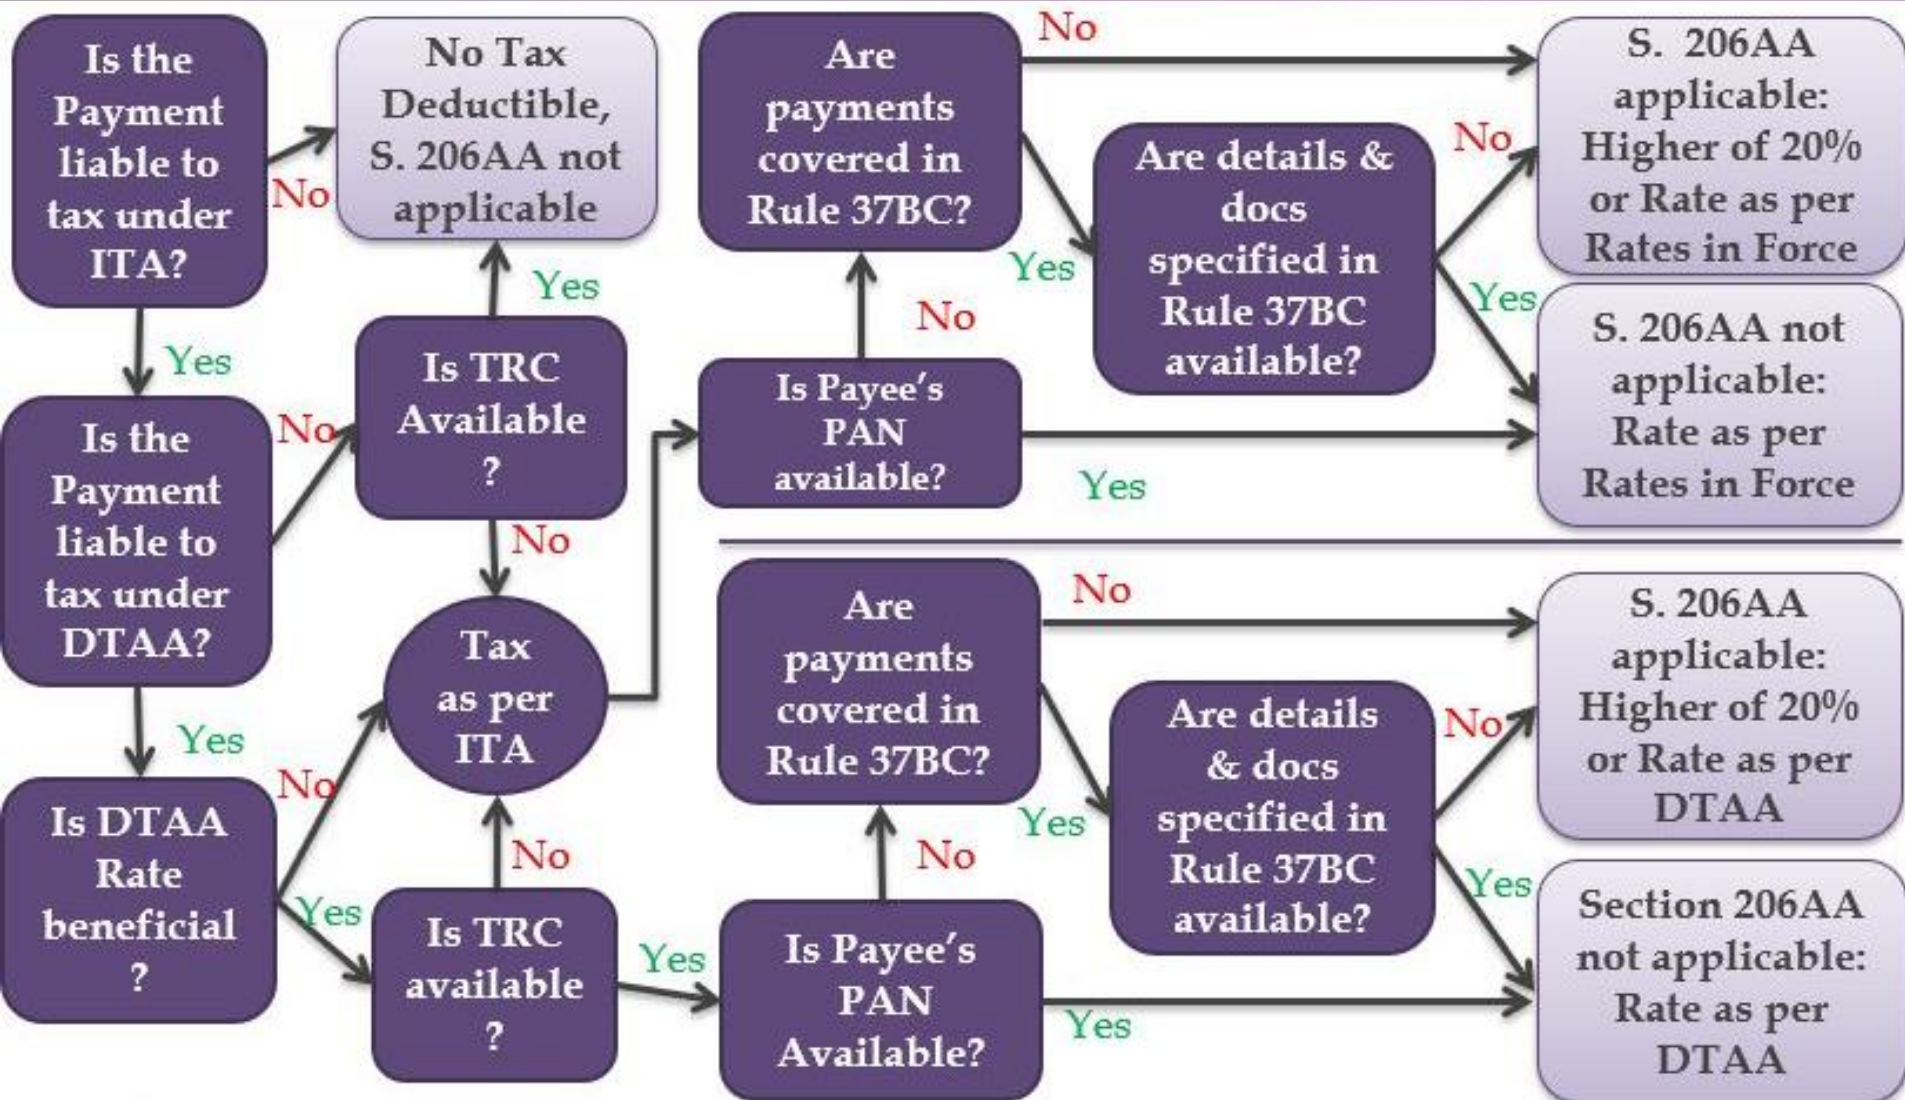 Is the
Payment
liable to
tax under
ITA?
No
No Tax
Deductible,
S. 206AA not
applicable
Yes
Yes
Is the
Payment
liable to
tax under
DTAA?
No
Is TRC
Available
?
No
Yes
Is DTAA
Rate
beneficial
?
No
Yes
Tax
as per
ITA
No
Is TRC
available
?
Yes
Are
payments
covered in
Rule 37BC?
No
Yes
Are details &
docs
specified in
Rule 37BC
available?
No
Yes
No
Is Payee's
PAN
available?
Yes
S. 206AA
applicable:
Higher of 20%
or Rate as per
Rates in Force
S. 206AA not
applicable:
Rate as per
Rates in Force
Are
payments
covered in
Rule 37BC?
No
Yes
Are details
& docs
specified in
Rule 37BC
available?
No
Yes
No
Is Payee's
PAN
Available?
Yes
S. 206AA
applicable:
Higher of 20%
or Rate as per
DTAA
Section 206AA
not applicable:
Rate as per
DTAA